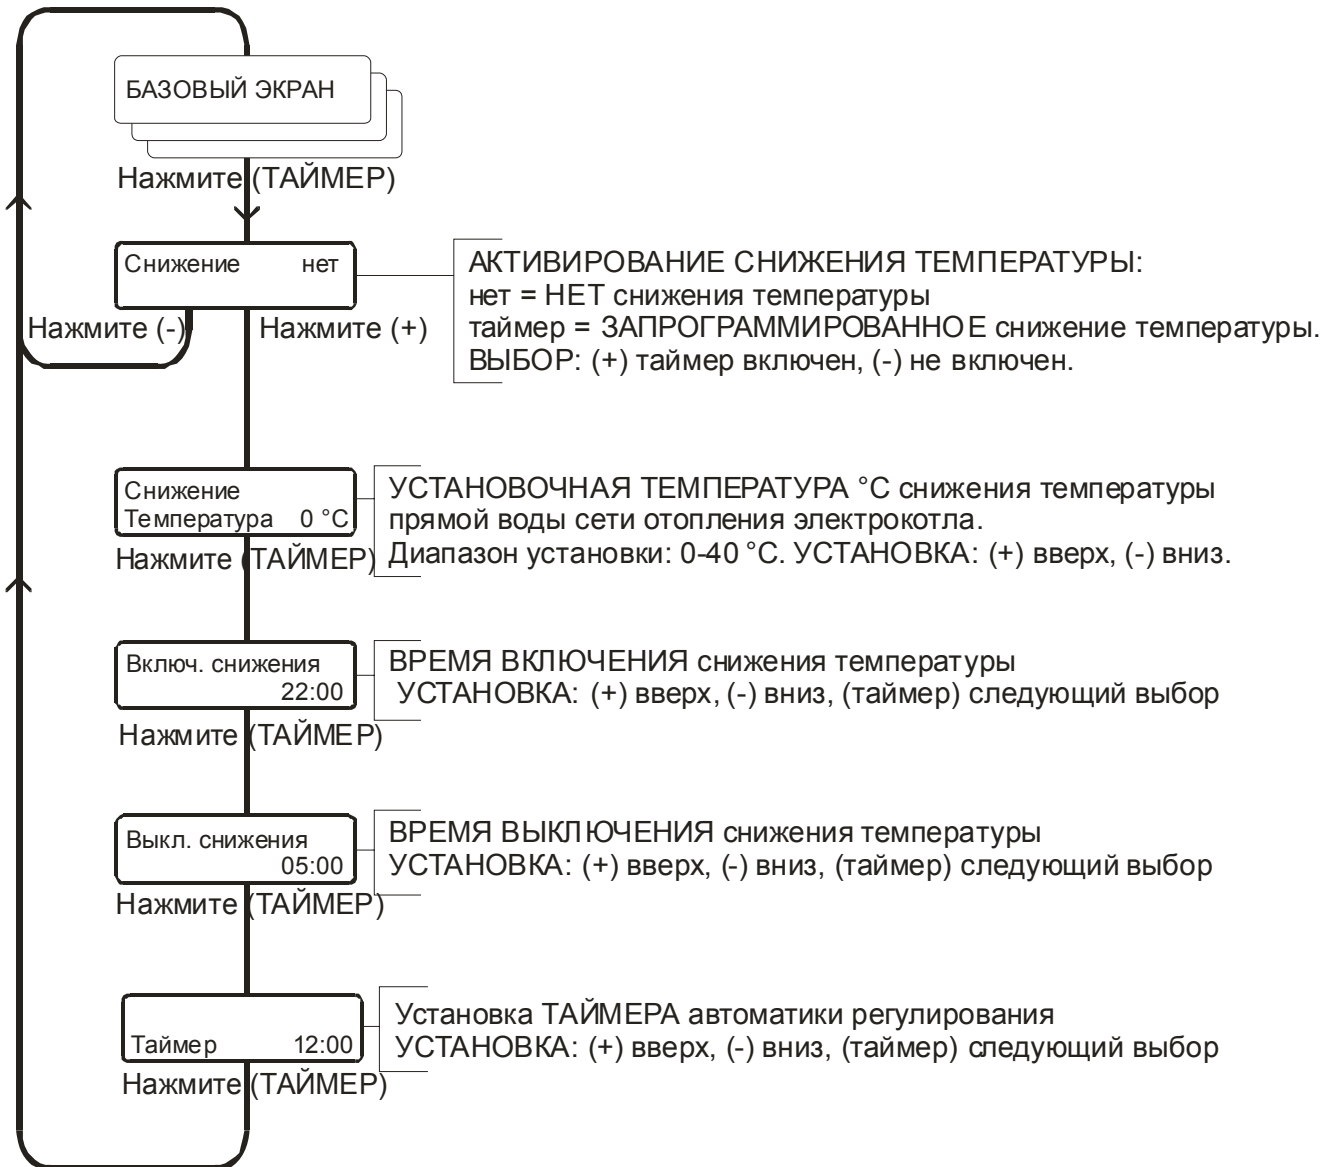 БАЗОВЫЙ ЭКРАН
Нажмите (ТАЙМЕР)
Снижение нет
Нажмите (-) Нажмите (+)
АКТИВИРОВАНИЕ СНИЖЕНИЯ ТЕМПЕРАТУРЫ:
нет = НЕТ снижения температуры
таймер = ЗАПРОГРАММИРОВАННОЕ снижение температуры.
ВЫБОР: (+) таймер включен, (-) не включен.
Снижение
Температура 0 °C
Нажмите (ТАЙМЕР)
УСТАНОВОЧНАЯ ТЕМПЕРАТУРА °C снижения температуры
прямой воды сети отопления электрокотла.
Диапазон установки: 0-40 °C. УСТАНОВКА: (+) вверх, (-) вниз.
Включ. снижения
22:00
Нажмите (ТАЙМЕР)
ВРЕМЯ ВКЛЮЧЕНИЯ снижения температуры
УСТАНОВКА: (+) вверх, (-) вниз, (таймер) следующий выбор
Выкл. снижения
05:00
Нажмите (ТАЙМЕР)
ВРЕМЯ ВЫКЛЮЧЕНИЯ снижения температуры
УСТАНОВКА: (+) вверх, (-) вниз, (таймер) следующий выбор
Таймер 12:00
Нажмите (ТАЙМЕР)
Установка ТАЙМЕРА автоматики регулирования
УСТАНОВКА: (+) вверх, (-) вниз, (таймер) следующий выбор